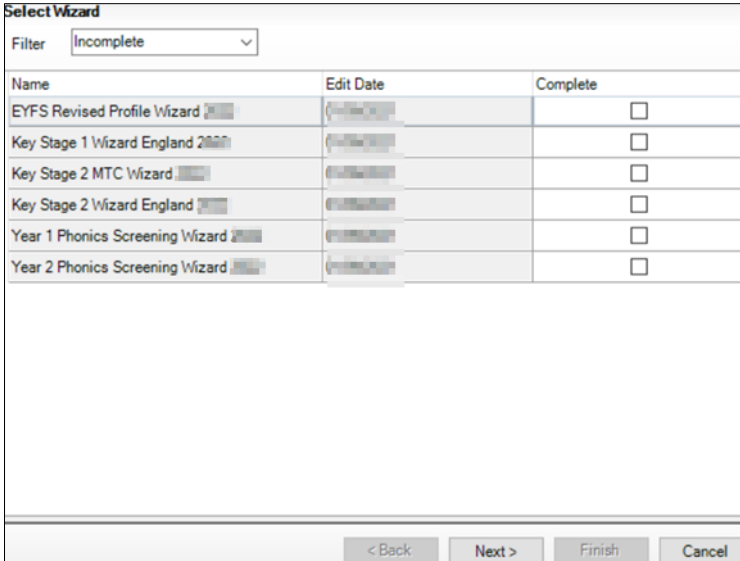 Select Wizard
Filter Incomplete
Name Edit Date Complete
EYFS Revised Profile Wizard
Key Stage 1 Wizard England
Key Stage 2 MTC Wizard
Key Stage 2 Wizard England
Year 1 Phonics Screening Wizard
Year 2 Phonics Screening Wizard
< Back Next > Finish Cancel